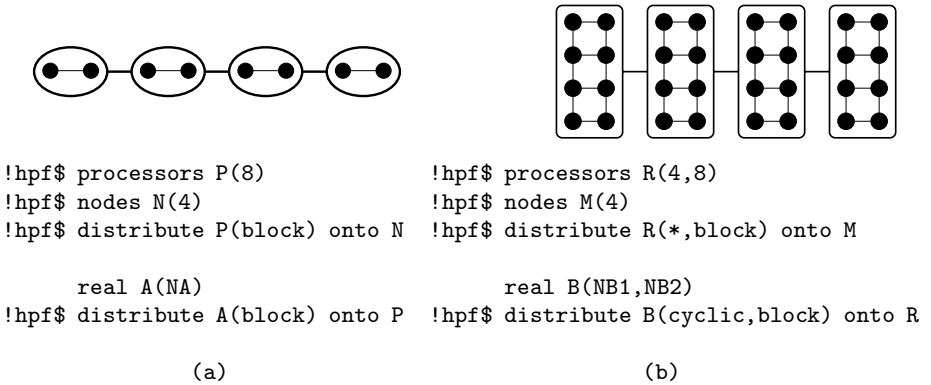 !hpf$ processors P(8)
!hpf$ nodes N(4)
!hpf$ distribute P(block) onto N
real A(NA)
!hpf$ distribute A(block) onto P
(a)
!hpf$ processors R(4,8)
!hpf$ nodes M(4)
!hpf$ distribute R(*,block) onto M
real B(NB1,NB2)
!hpf$ distribute B(cyclic,block) onto R
(b)